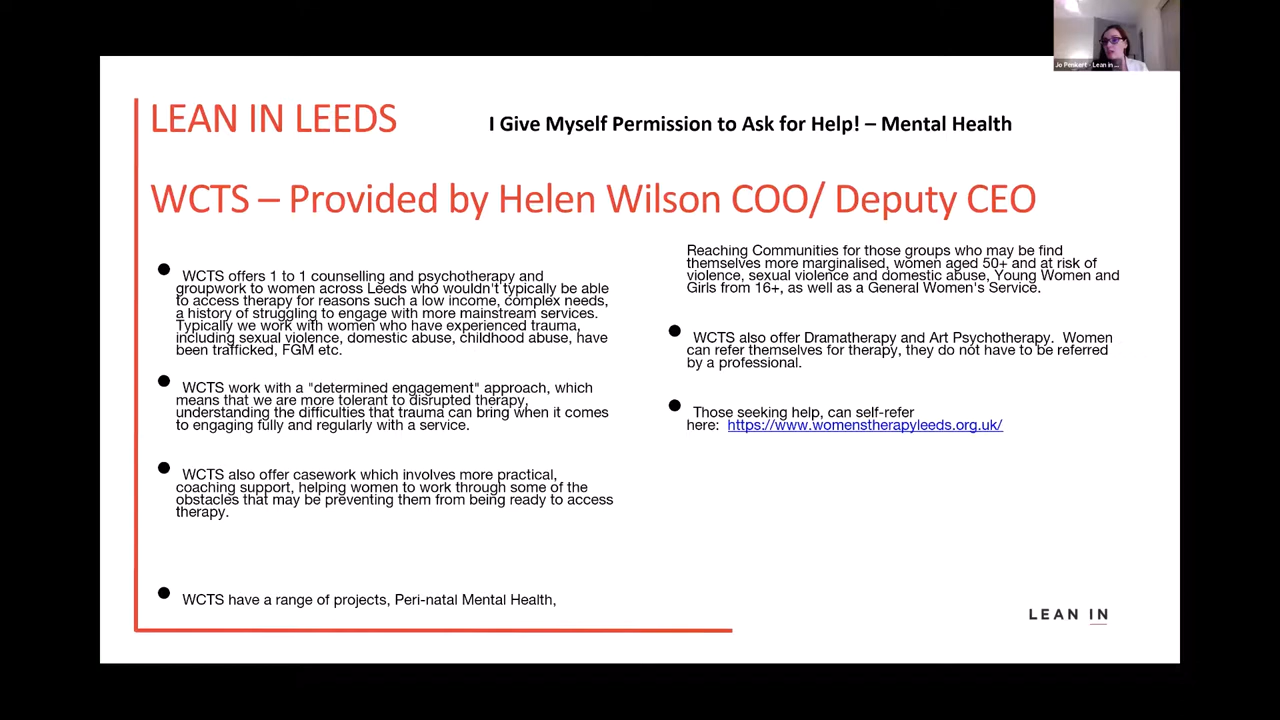 Jo Penkert - Lean in ...
LEAN IN LEEDS
I Give Myself Permission to Ask for Help! – Mental Health
WCTS – Provided by Helen Wilson COO/ Deputy CEO
● WCTS offers 1 to 1 counselling and psychotherapy and
groupwork to women across Leeds who wouldn't typically be able
to access therapy for reasons such a low income, complex needs,
a history of struggling to engage with more mainstream services.
Typically we work with women who have experienced trauma,
including sexual violence, domestic abuse, childhood abuse, have
been trafficked, FGM etc.
● WCTS work with a "determined engagement" approach, which
means that we are more tolerant to disrupted therapy,
understanding the difficulties that trauma can bring when it comes
to engaging fully and regularly with a service.
● WCTS also offer casework which involves more practical,
coaching support, helping women to work through some of the
obstacles that may be preventing them from being ready to access
therapy.
● WCTS have a range of projects, Peri-natal Mental Health,
Reaching Communities for those groups who may be find
themselves more marginalised, women aged 50+ and at risk of
violence, sexual violence and domestic abuse, Young Women and
Girls from 16+, as well as a General Women's Service.
● WCTS also offer Dramatherapy and Art Psychotherapy. Women
can refer themselves for therapy, they do not have to be referred
by a professional.
● Those seeking help, can self-refer
here: https://www.womenstherapyleeds.org.uk/
LEAN IN